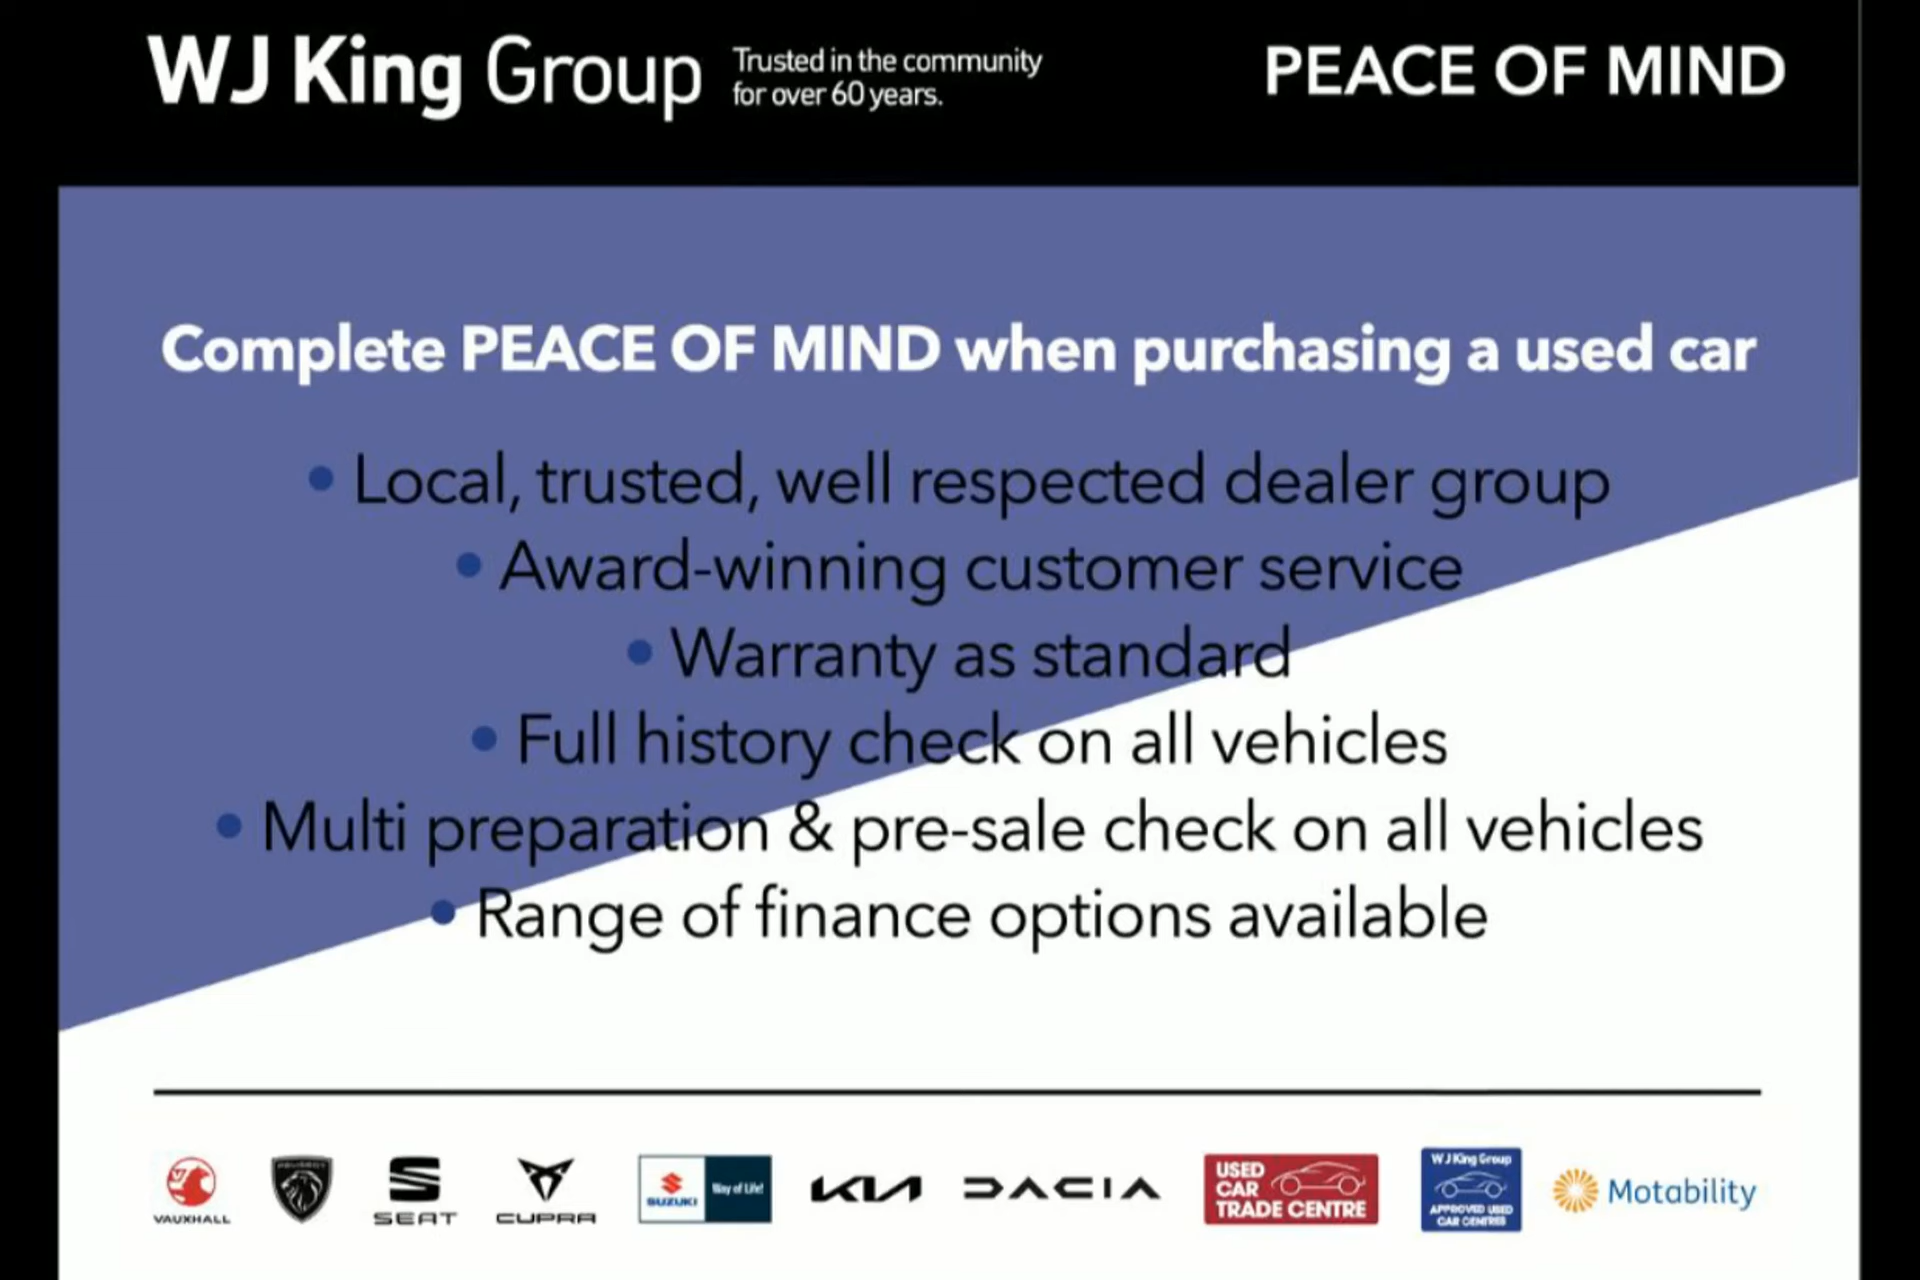 WJ King Group
Trusted in the community
for over 60 years.
PEACE OF MIND
Complete PEACE OF MIND when purchasing a used car
• Local, trusted, well respected dealer group
• Award-winning customer service
• Warranty as standard
• Full history check on all vehicles
• Multi preparation & pre-sale check on all vehicles
• Range of finance options available
VAUXHALL
PEUGEOT
SEAT
CUPRA
SUZUKI
Way of Life!
KIA
DACIA
USED
CAR
TRADE CENTRE
WJ King Group
APPROVED USED
CAR CENTRES
Motability